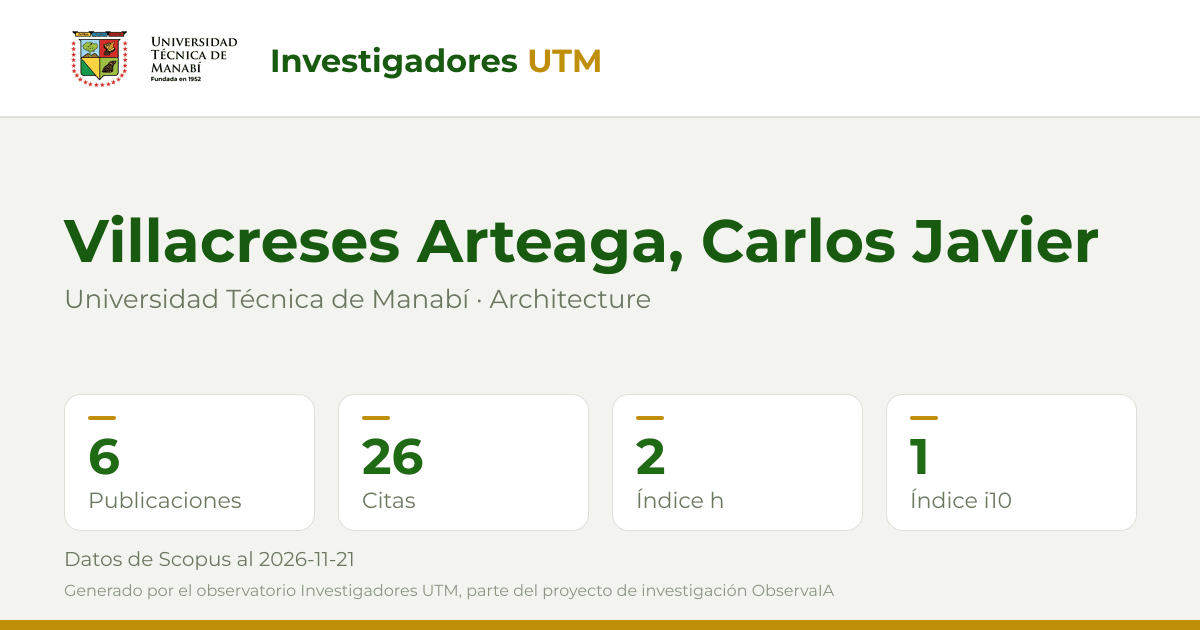 UNIVERSIDAD
TÉCNICA DE
MANABÍ
Fundada en 1952
Investigadores UTM
Villacreses Arteaga, Carlos Javier
Universidad Técnica de Manabí · Architecture
6
Publicaciones
26
Citas
2
Índice h
1
Índice i10
Datos de Scopus al 2026-11-21
Generado por el observatorio Investigadores UTM, parte del proyecto de investigación ObservaIA